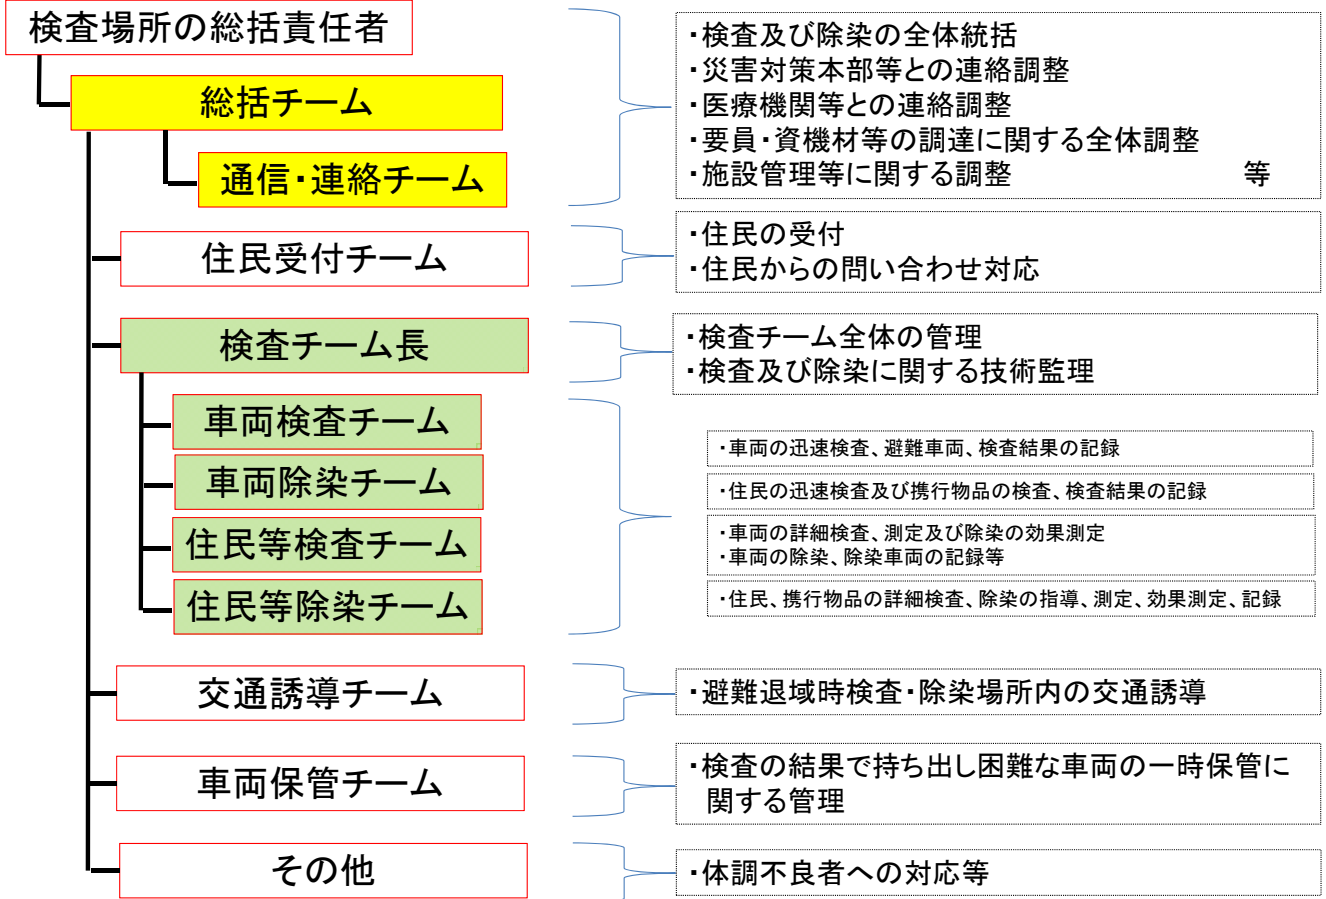 検査場所の総括責任者
総括チーム
通信・連絡チーム
・検査及び除染の全体統括
・災害対策本部等との連絡調整
・医療機関等との連絡調整
・要員・資機材等の調達に関する全体調整
・施設管理等に関する調整 等
住民受付チーム
・住民の受付
・住民からの問い合わせ対応
検査チーム長
・検査チーム全体の管理
・検査及び除染に関する技術監理
車両検査チーム
車両除染チーム
住民等検査チーム
住民等除染チーム
・車両の迅速検査、避難車両、検査結果の記録
・住民の迅速検査及び携行物品の検査、検査結果の記録
・車両の詳細検査、測定及び除染の効果測定
・車両の除染、除染車両の記録等
・住民、携行物品の詳細検査、除染の指導、測定、効果測定、記録
交通誘導チーム
・避難退域時検査・除染場所内の交通誘導
車両保管チーム
・検査の結果で持ち出し困難な車両の一時保管に
関する管理
その他
・体調不良者への対応等